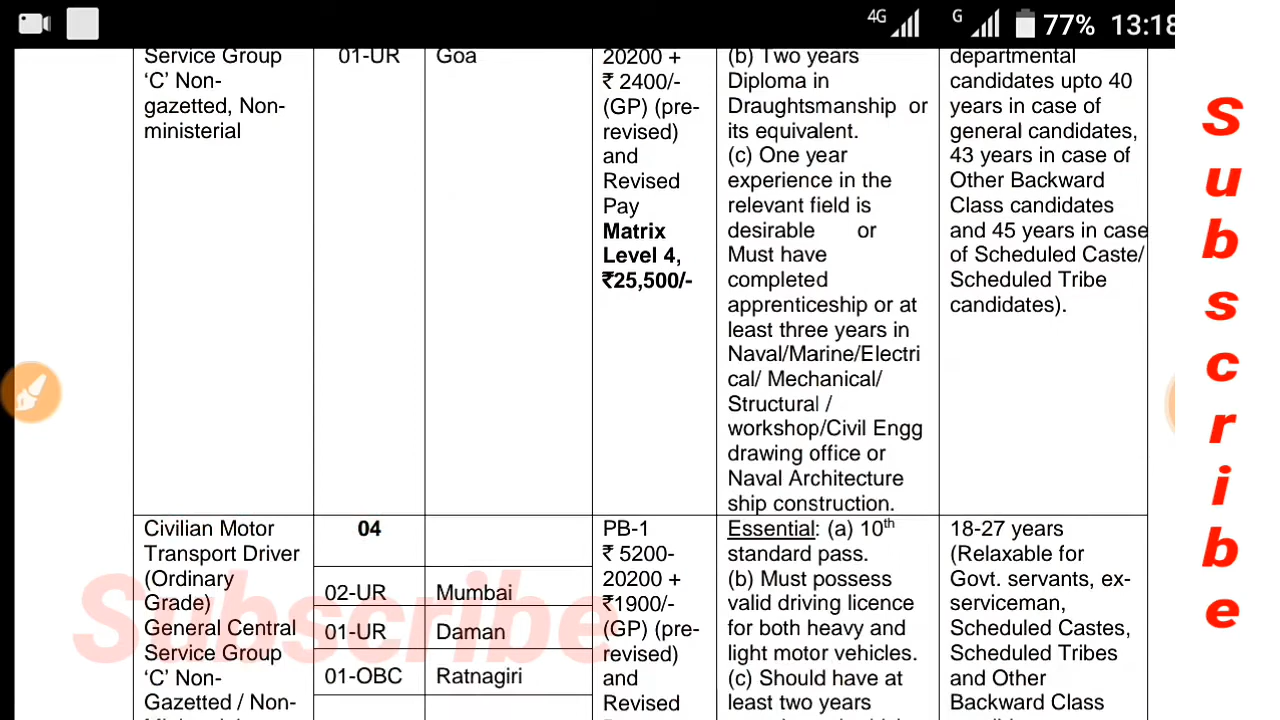 4G G 77% 13:18
Service Group
‘C’ Non-
gazetted, Non-
ministerial
01-UR
Goa
20200 +
₹ 2400/-
(GP) (pre-
revised)
and
Revised
Pay
Matrix
Level 4,
₹25,500/-
(b) Two years
Diploma in
Draughtsmanship or
its equivalent.
(c) One year
experience in the
relevant field is
desirable or
Must have
completed
apprenticeship or at
least three years in
Naval/Marine/Electri
cal/ Mechanical/
Structural /
workshop/Civil Engg
drawing office or
Naval Architecture
ship construction.
departmental
candidates upto 40
years in case of
general candidates,
43 years in case of
Other Backward
Class candidates
and 45 years in case
of Scheduled Caste/
Scheduled Tribe
candidates).
Civilian Motor
Transport Driver
(Ordinary
Grade)
General Central
Service Group
‘C’ Non-
Gazetted / Non-
04
02-UR Mumbai
01-UR Daman
01-OBC Ratnagiri
PB-1
₹ 5200-
20200 +
₹1900/-
(GP) (pre-
revised)
and
Revised
Essential: (a) 10th
standard pass.
(b) Must possess
valid driving licence
for both heavy and
light motor vehicles.
(c) Should have at
least two years
18-27 years
(Relaxable for
Govt. servants, ex-
serviceman,
Scheduled Castes,
Scheduled Tribes
and Other
Backward Class
Subscribe
Subscribe